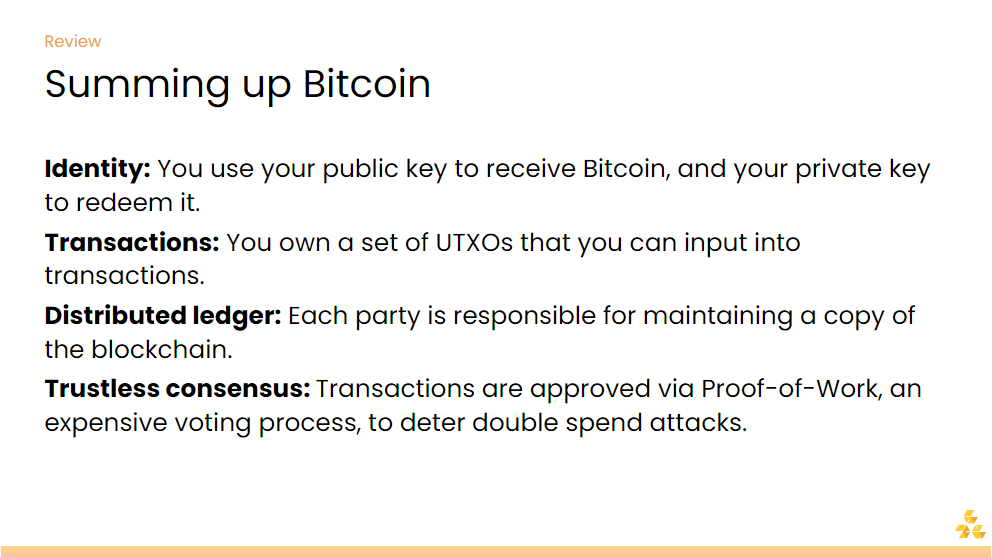 Review
Summing up Bitcoin
Identity: You use your public key to receive Bitcoin, and your private key
to redeem it.
Transactions: You own a set of UTXOs that you can input into
transactions.
Distributed ledger: Each party is responsible for maintaining a copy of
the blockchain.
Trustless consensus: Transactions are approved via Proof-of-Work, an
expensive voting process, to deter double spend attacks.